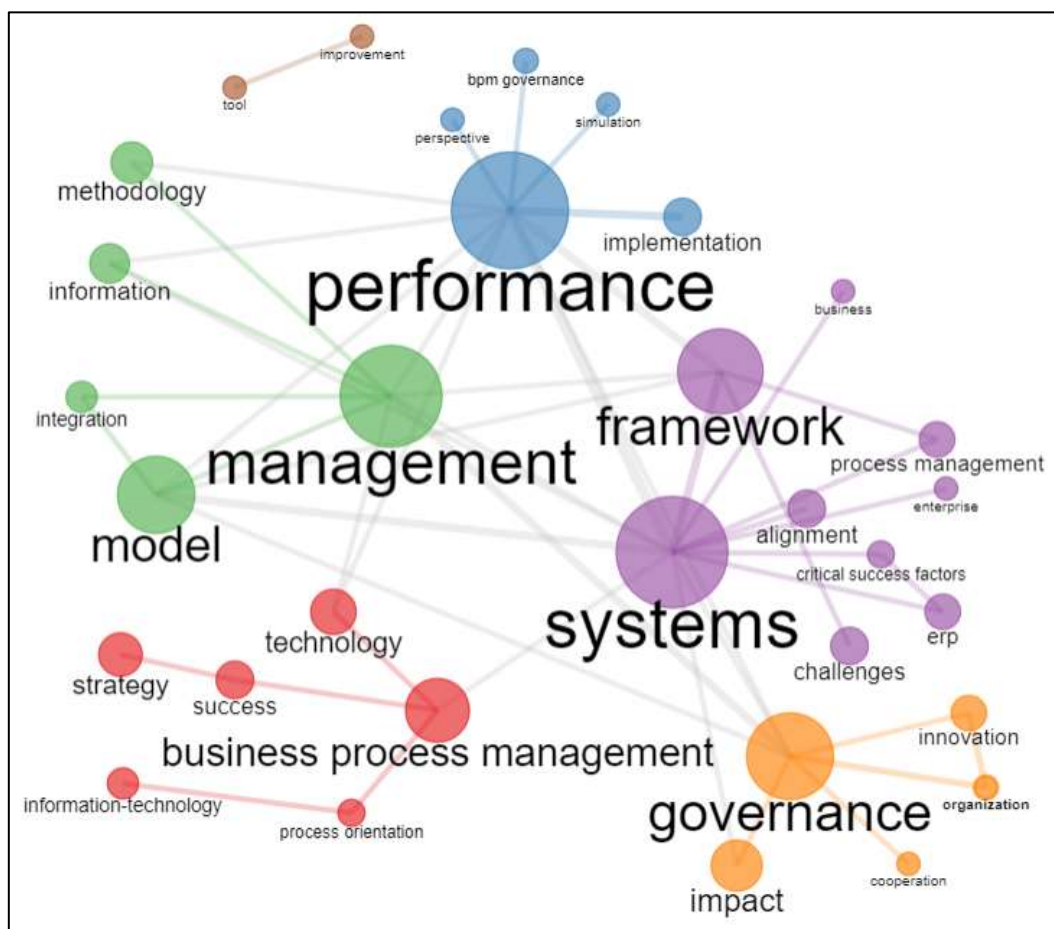 improvement
tool
bpm governance
simulation
perspective
methodology
implementation
information
performance
business
integration
framework
management
process management
enterprise
model
alignment
critical success factors
systems
technology
erp
challenges
strategy
success
innovation
business process management
information-technology
organization
governance
process orientation
cooperation
impact